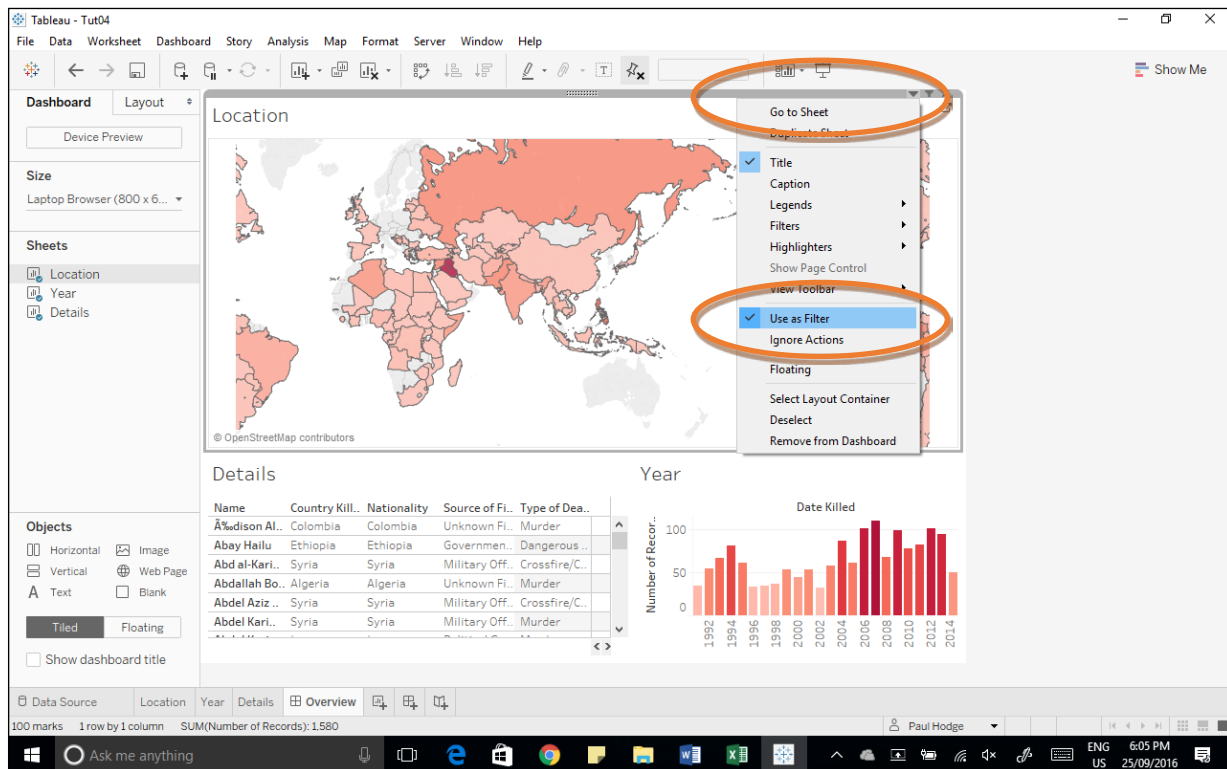 Tableau - Tut04
File Data Worksheet Dashboard Story Analysis Map Format Server Window Help
Show Me
Dashboard Layout
Device Preview
Size
Laptop Browser (800 x 6...
Sheets
Location
Year
Details
Objects
Horizontal Image
Vertical Web Page
A Text Blank
Tiled Floating
Show dashboard title
Location
© OpenStreetMap contributors
Go to Sheet
Duplicate Sheet
Title
Caption
Legends
Filters
Highlighters
Show Page Control
View Toolbar
Use as Filter
Ignore Actions
Floating
Select Layout Container
Deselect
Remove from Dashboard
Details
Name Country Kill.. Nationality Source of Fi.. Type of Dea..
Ã‰dison Al.. Colombia Colombia Unknown Fi.. Murder
Abay Hailu Ethiopia Ethiopia Governmen.. Dangerous ..
Abd al-Kari.. Syria Syria Military Off.. Crossfire/C..
Abdallah Bo.. Algeria Algeria Unknown Fi.. Murder
Abdel Aziz .. Syria Syria Military Off.. Crossfire/C..
Abdel Kari.. Syria Syria Military Off.. Murder
Year
Date Killed
Number of Recor..
100
50
0
1992 1994 1996 1998 2000 2002 2004 2006 2008 2010 2012 2014
Data Source Location Year Details Overview
100 marks 1 row by 1 column SUM(Number of Records): 1,580 Paul Hodge
Ask me anything
ENG 6:05 PM
US 25/09/2016